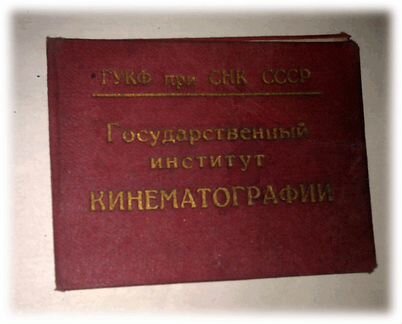 ГУКФ при СНК СССР
Государственный
институт
КИНЕМАТОГРАФИИ